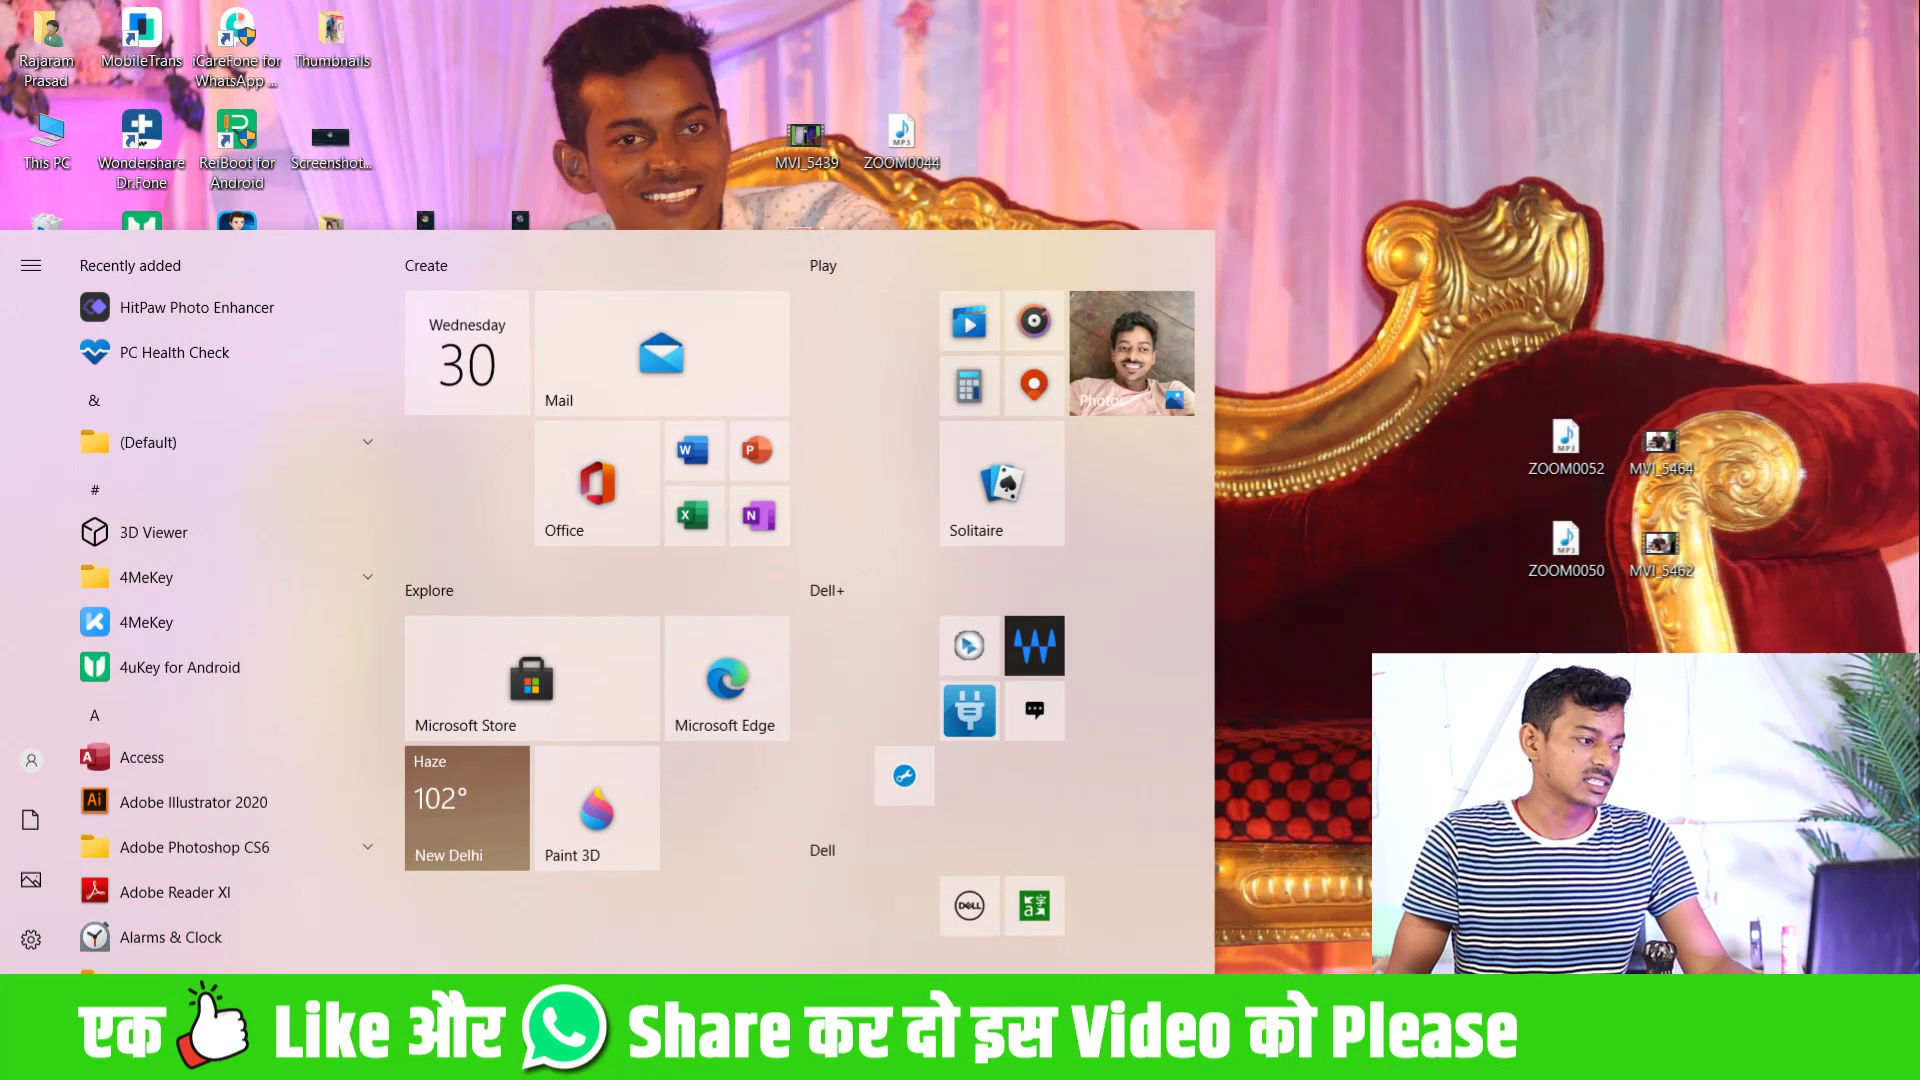 Rajaram
Prasad
MobileTrans
iCareFone for
WhatsApp ...
Thumbnails
This PC
Wondershare
Dr.Fone
ReiBoot for
Android
Screenshot...
MVI_5439
ZOOM0044
MP3
Recently added
HitPaw Photo Enhancer
PC Health Check
&
(Default)
#
3D Viewer
4MeKey
4MeKey
4uKey for Android
A
Access
Adobe Illustrator 2020
Adobe Photoshop CS6
Adobe Reader XI
Alarms & Clock
Create
Wednesday
30
Mail
Office
Explore
Microsoft Store
Microsoft Edge
Haze
102°
New Delhi
Paint 3D
Play
Photos
Solitaire
Dell+
Dell
DELL
MP3
ZOOM0052
MVI_5464
MP3
ZOOM0050
MVI_5462
एक Like और Share कर दो इस Video को Please